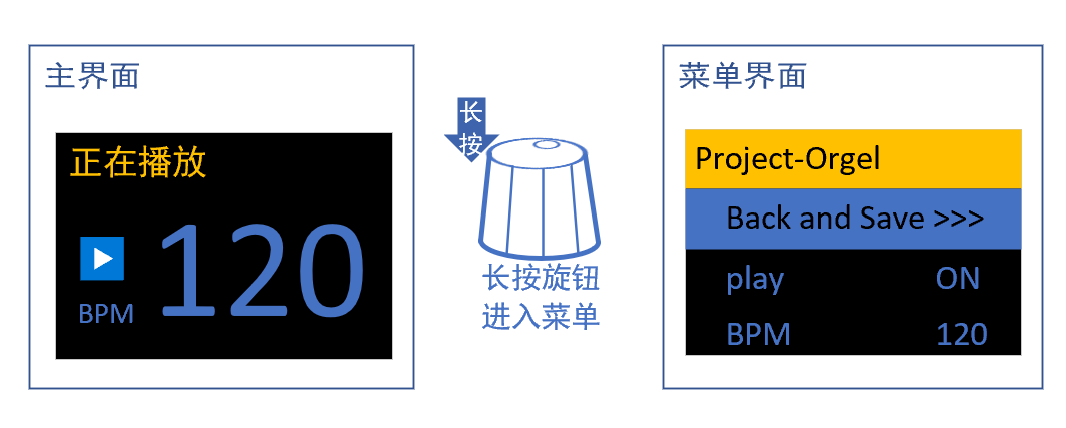 主界面
正在播放
120
BPM
长
按
长按旋钮
进入菜单
菜单界面
Project-Orgel
Back and Save >>>
play ON
BPM 120